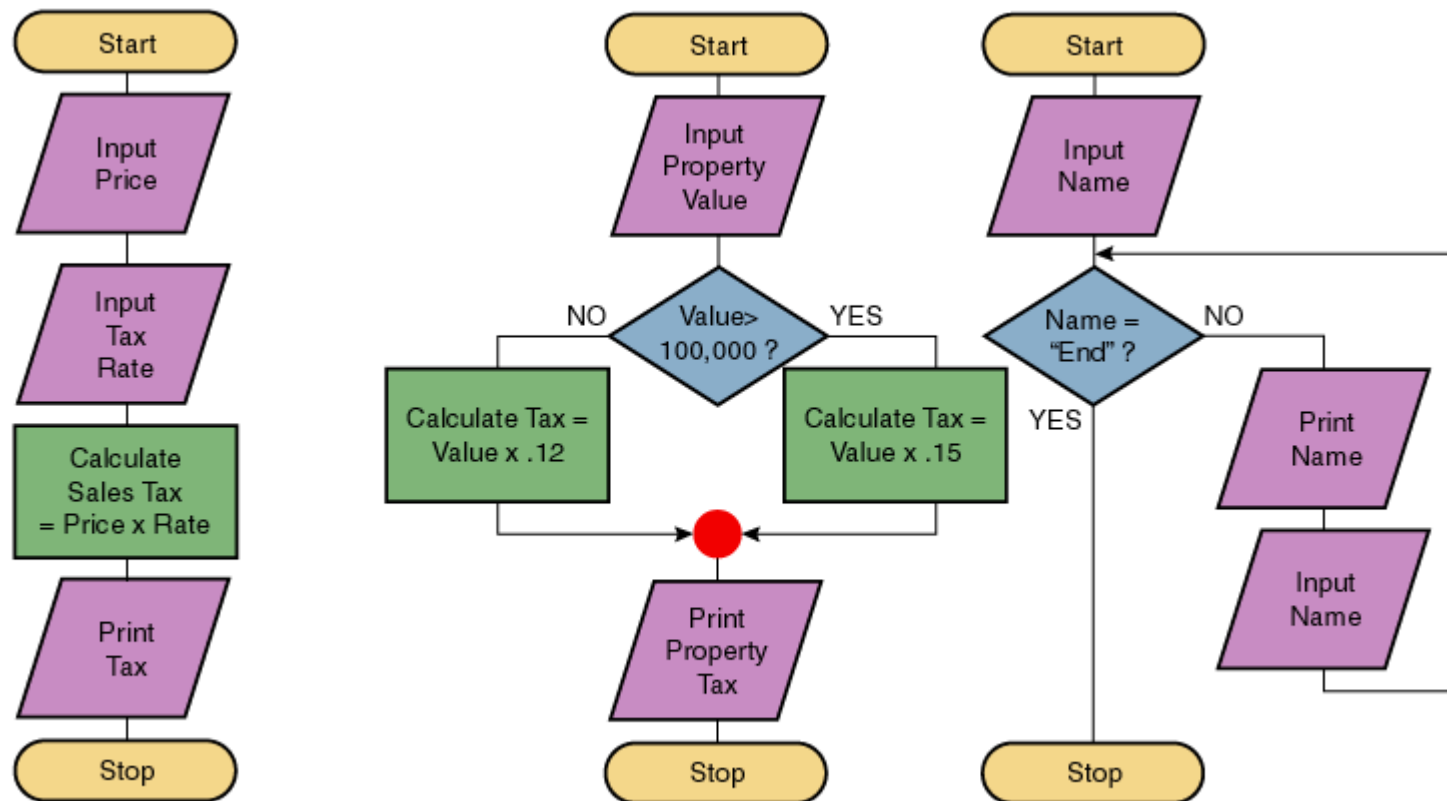 Start
Input
Price
Input
Tax
Rate
Calculate
Sales Tax
= Price x Rate
Print
Tax
Stop
Start
Input
Property
Value
Value>
100,000 ?
NO
YES
Calculate Tax =
Value x .12
Calculate Tax =
Value x .15
Print
Property
Tax
Stop
Start
Input
Name
Name =
“End” ?
NO
YES
Print
Name
Input
Name
Stop